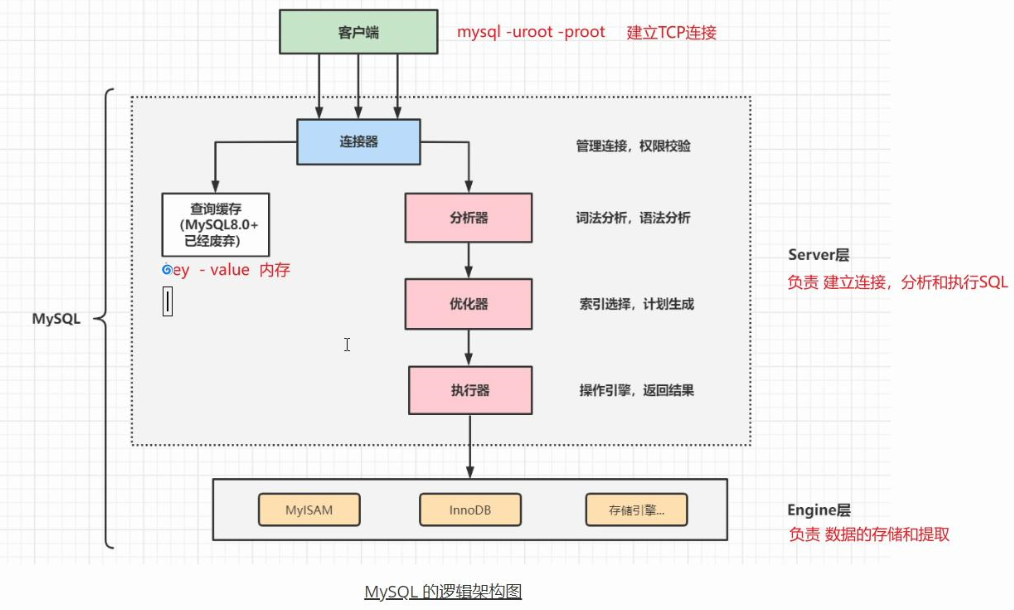 客户端
mysql -uroot -proot 建立TCP连接
连接器
管理连接，权限校验
查询缓存
（MySQL8.0+
已经废弃）
分析器
词法分析，语法分析
ey - value 内存
Server层
负责 建立连接，分析和执行SQL
优化器
索引选择，计划生成
MySQL
执行器
操作引擎，返回结果
MyISAM
InnoDB
存储引擎...
Engine层
负责 数据的存储和提取
MySQL 的逻辑架构图